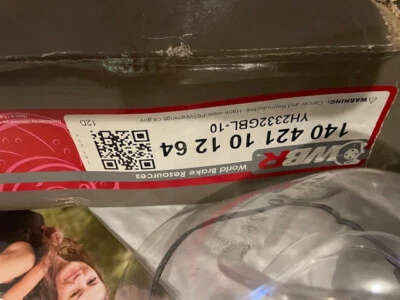 WBR
World Brake Resources
140 421 10 12 64
YH2332GBL-10
12D
⚠ WARNING: Cancer and Reproductive Harm-www.P65Warnings.ca.gov